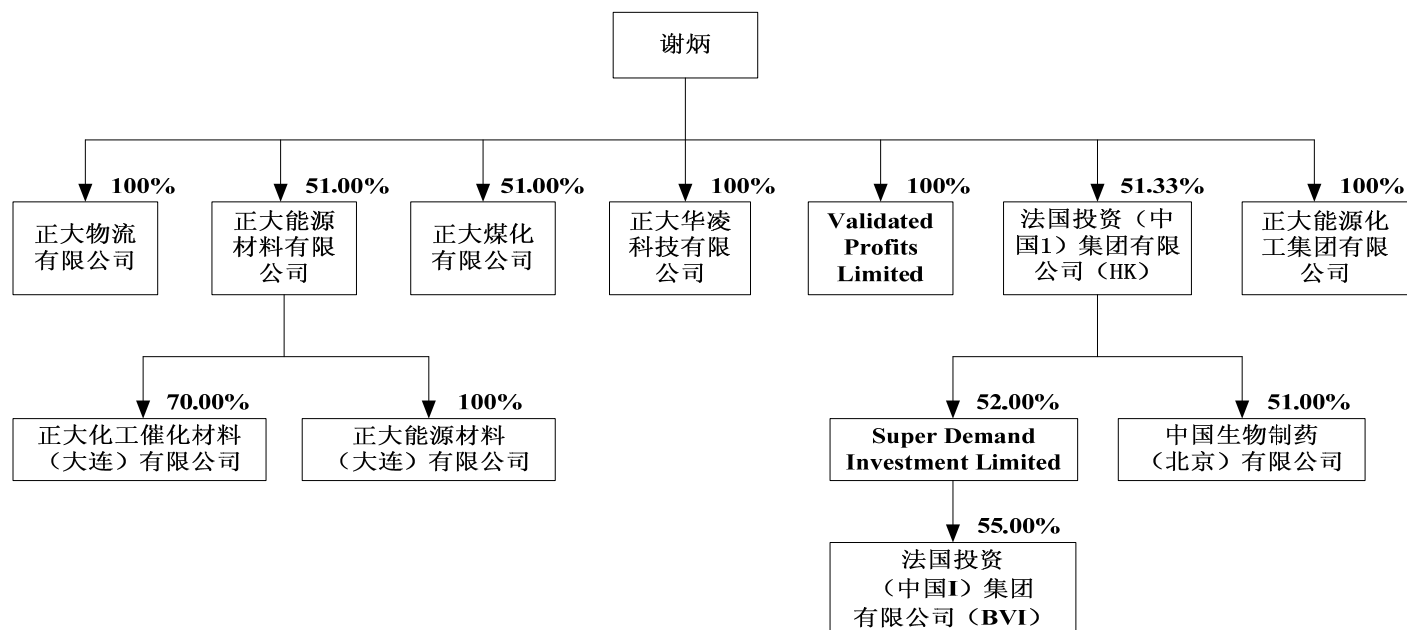 谢炳
100%
51.00%
51.00%
100%
100%
51.33%
100%
正大物流
有限公司
正大能源
材料有限
公司
正大煤化
有限公司
正大华凌
科技有限
公司
Validated
Profits
Limited
法国投资（中
国1）集团有限
公司（HK）
正大能源化
工集团有限
公司
70.00%
100%
52.00%
51.00%
正大化工催化材料
（大连）有限公司
正大能源材料
（大连）有限公司
Super Demand
Investment Limited
中国生物制药
（北京）有限公司
55.00%
法国投资
（中国I）集团
有限公司（BVI）